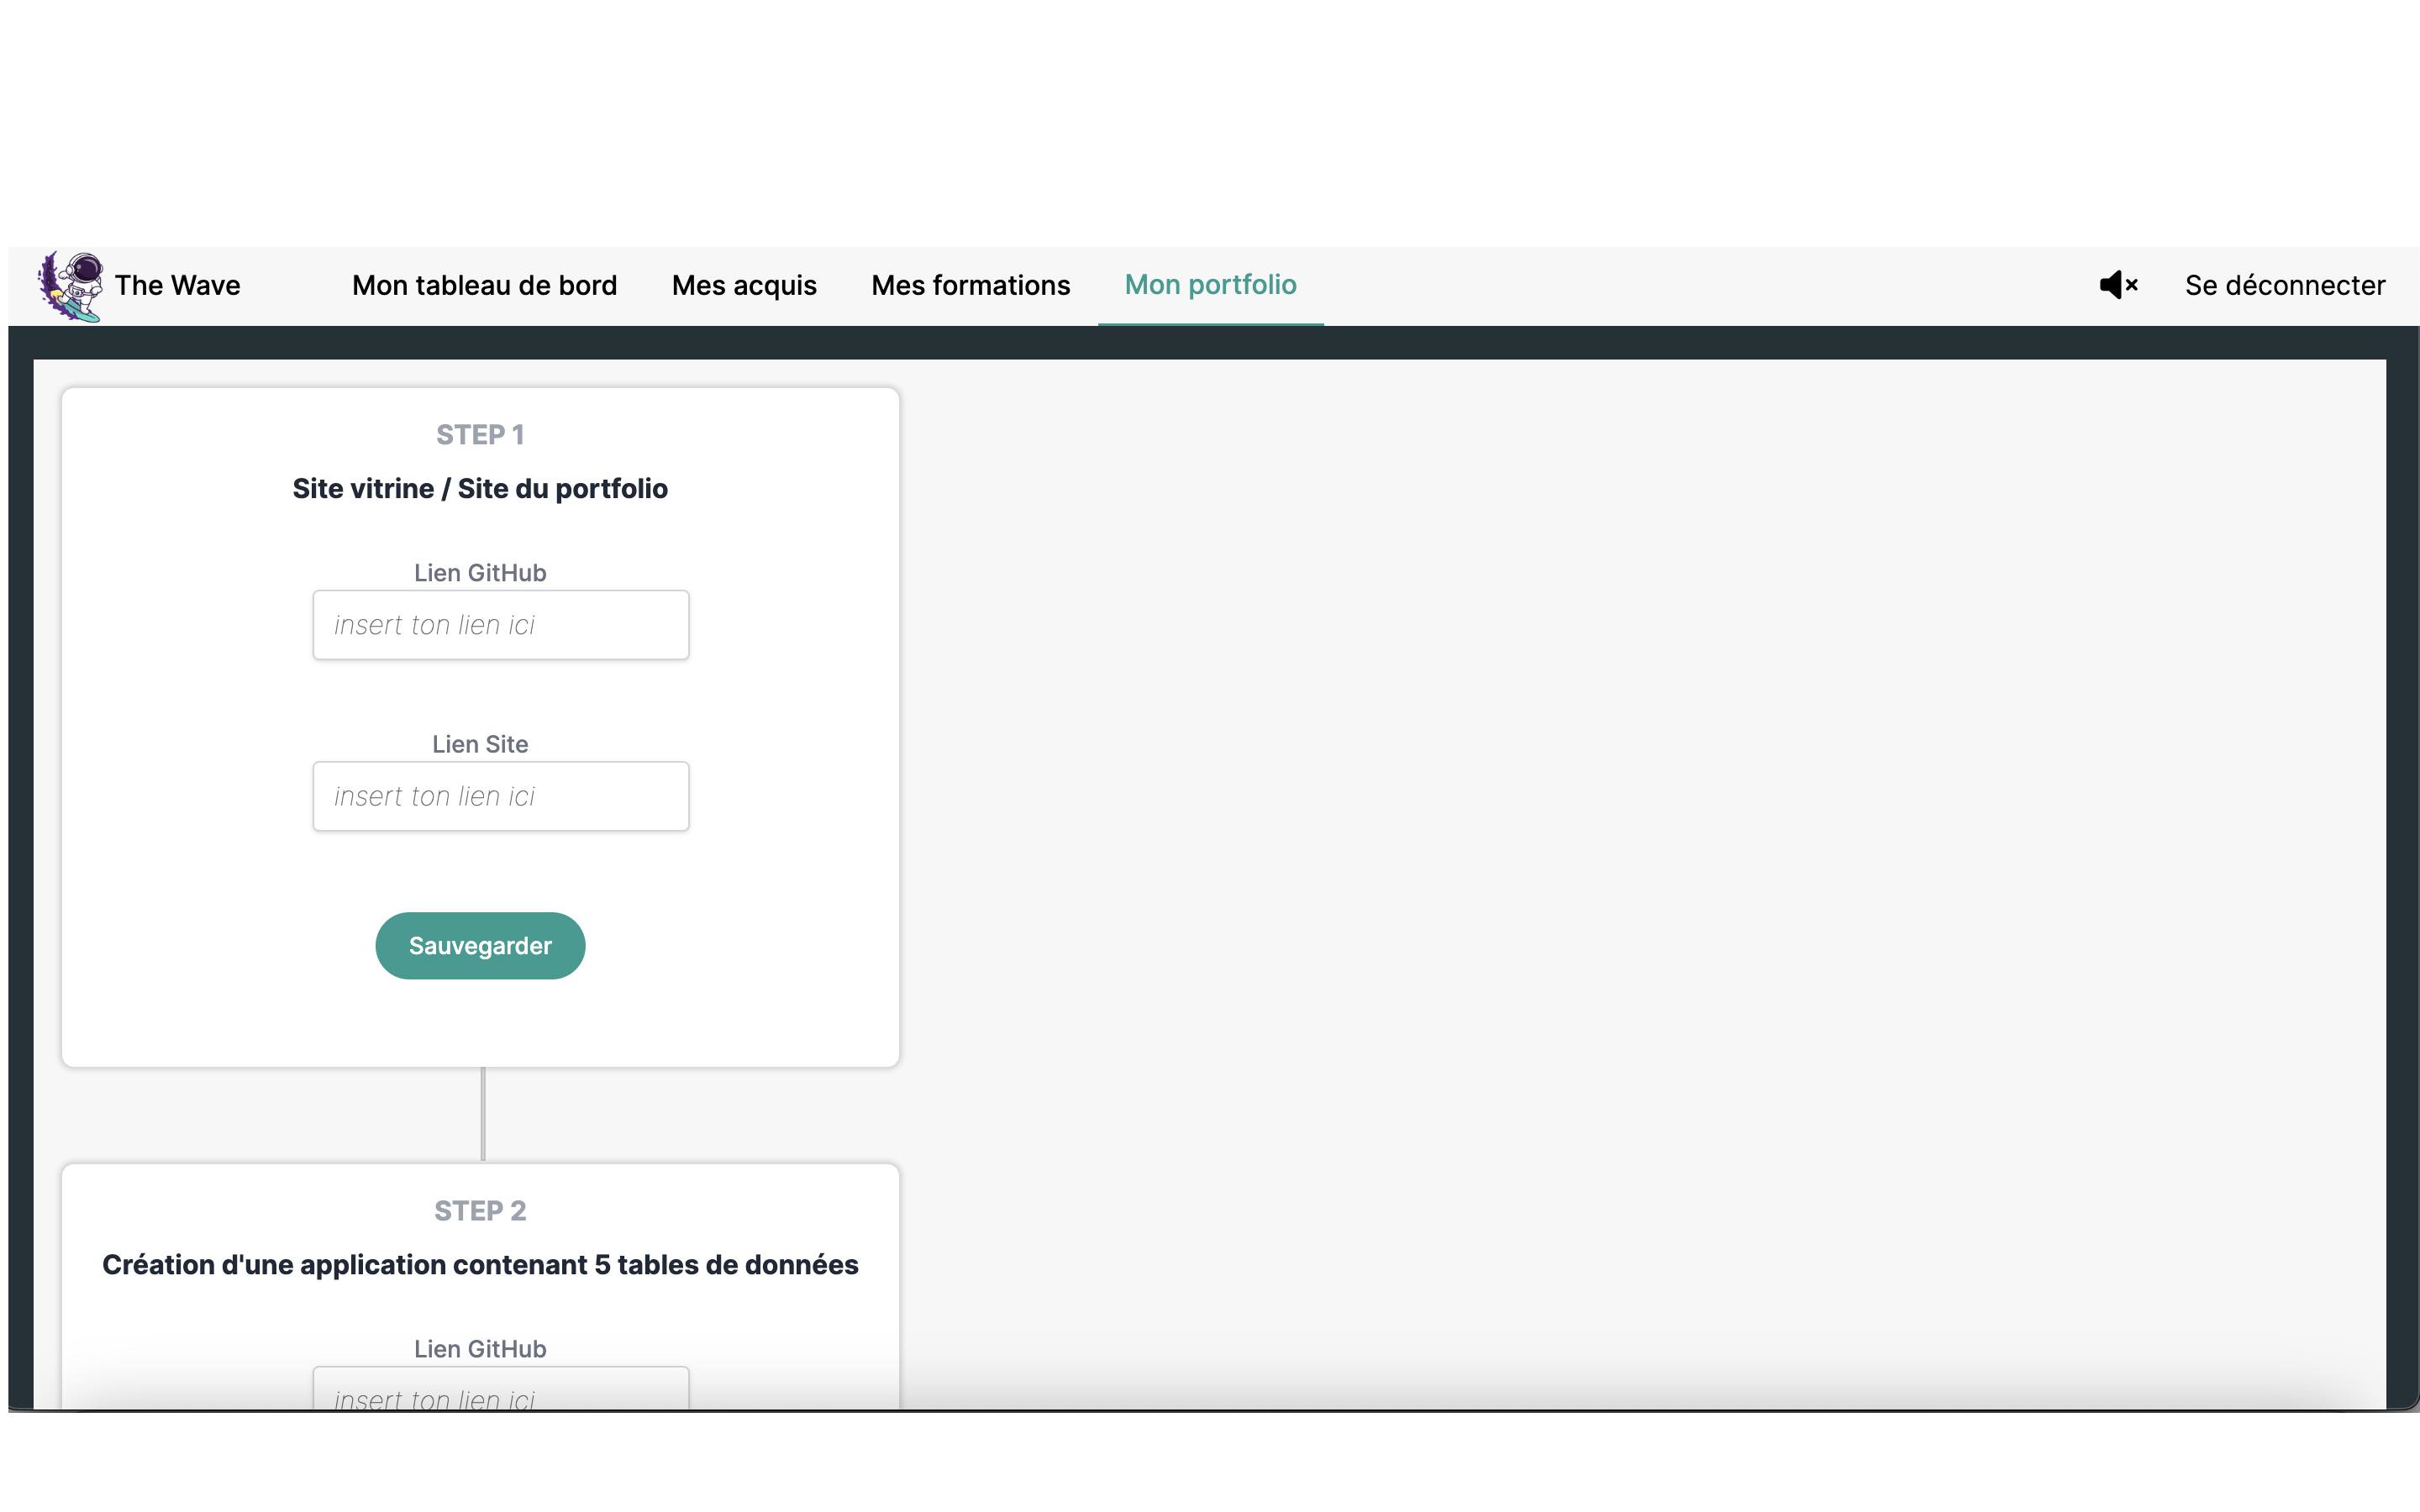 The Wave
Mon tableau de bord
Mes acquis
Mes formations
Mon portfolio
Se déconnecter
STEP 1
Site vitrine / Site du portfolio
Lien GitHub
insert ton lien ici
Lien Site
insert ton lien ici
Sauvegarder
STEP 2
Création d'une application contenant 5 tables de données
Lien GitHub
insert ton lien ici